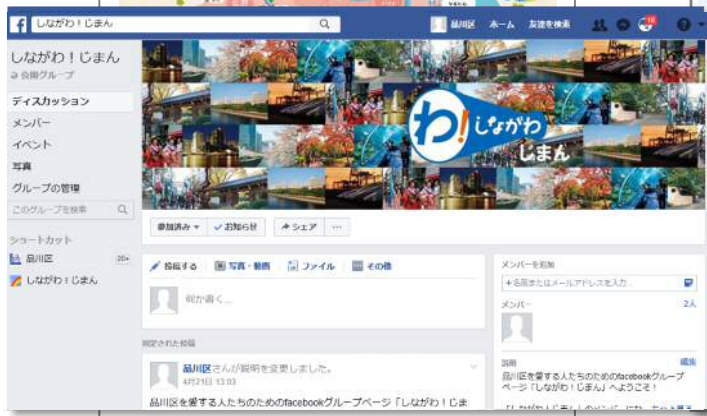 しながわ！じまん
品川区 ホーム 友達を検索
しながわ！じまん
公開グループ
ディスカッション
メンバー
イベント
写真
グループの管理
このグループを検索
ショートカット
品川区 20+
しながわ！じまん
わ！しながわ
じまん
参加済み お知らせ シェア
投稿する 写真・動画 ファイル その他
何か書く...
固定された投稿
品川区さんが説明を変更しました。
4月21日 13:03
品川区を愛する人たちのためのfacebookグループページ「しながわ！じま
メンバーを追加
+名前またはメールアドレスを入力...
メンバー 2人
説明 編集
品川区を愛する人たちのためのfacebookグループ
ページ「しながわ！じまん」へようこそ！